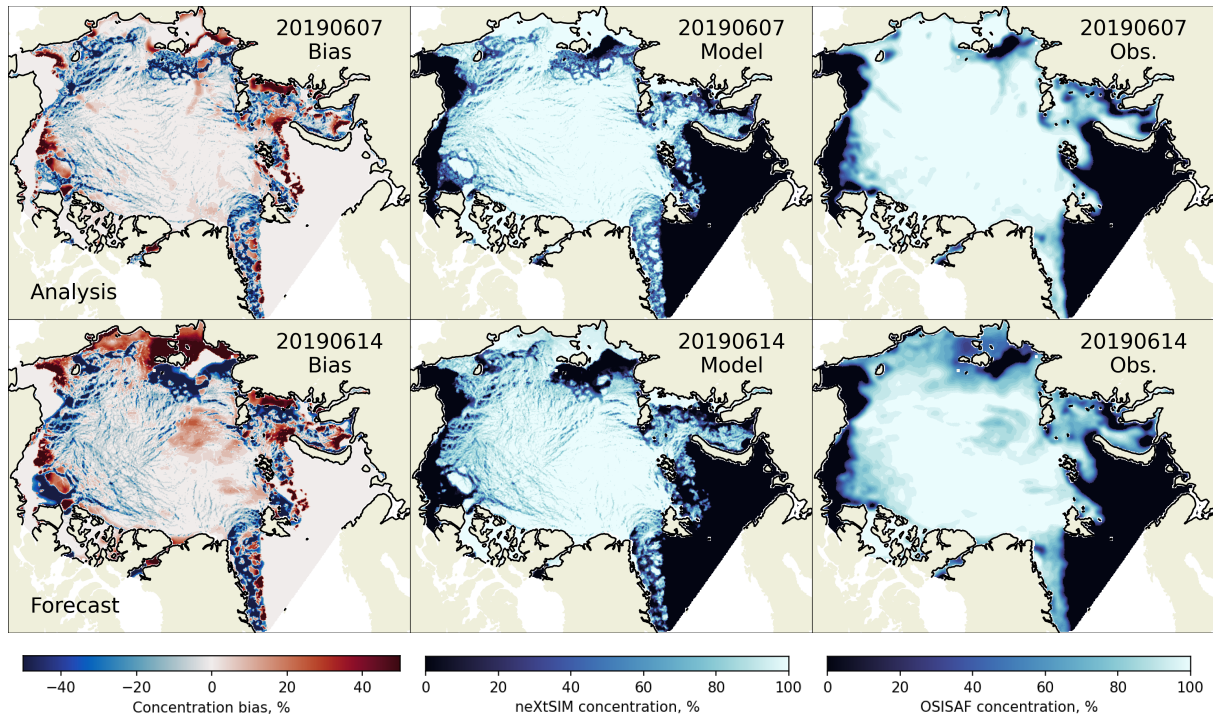 20190607
Bias
Analysis
20190607
Model
20190607
Obs.
20190614
Bias
Forecast
20190614
Model
20190614
Obs.
−40 −20 0 20 40
Concentration bias, %
0 20 40 60 80 100
neXtSIM concentration, %
0 20 40 60 80 100
OSISAF concentration, %